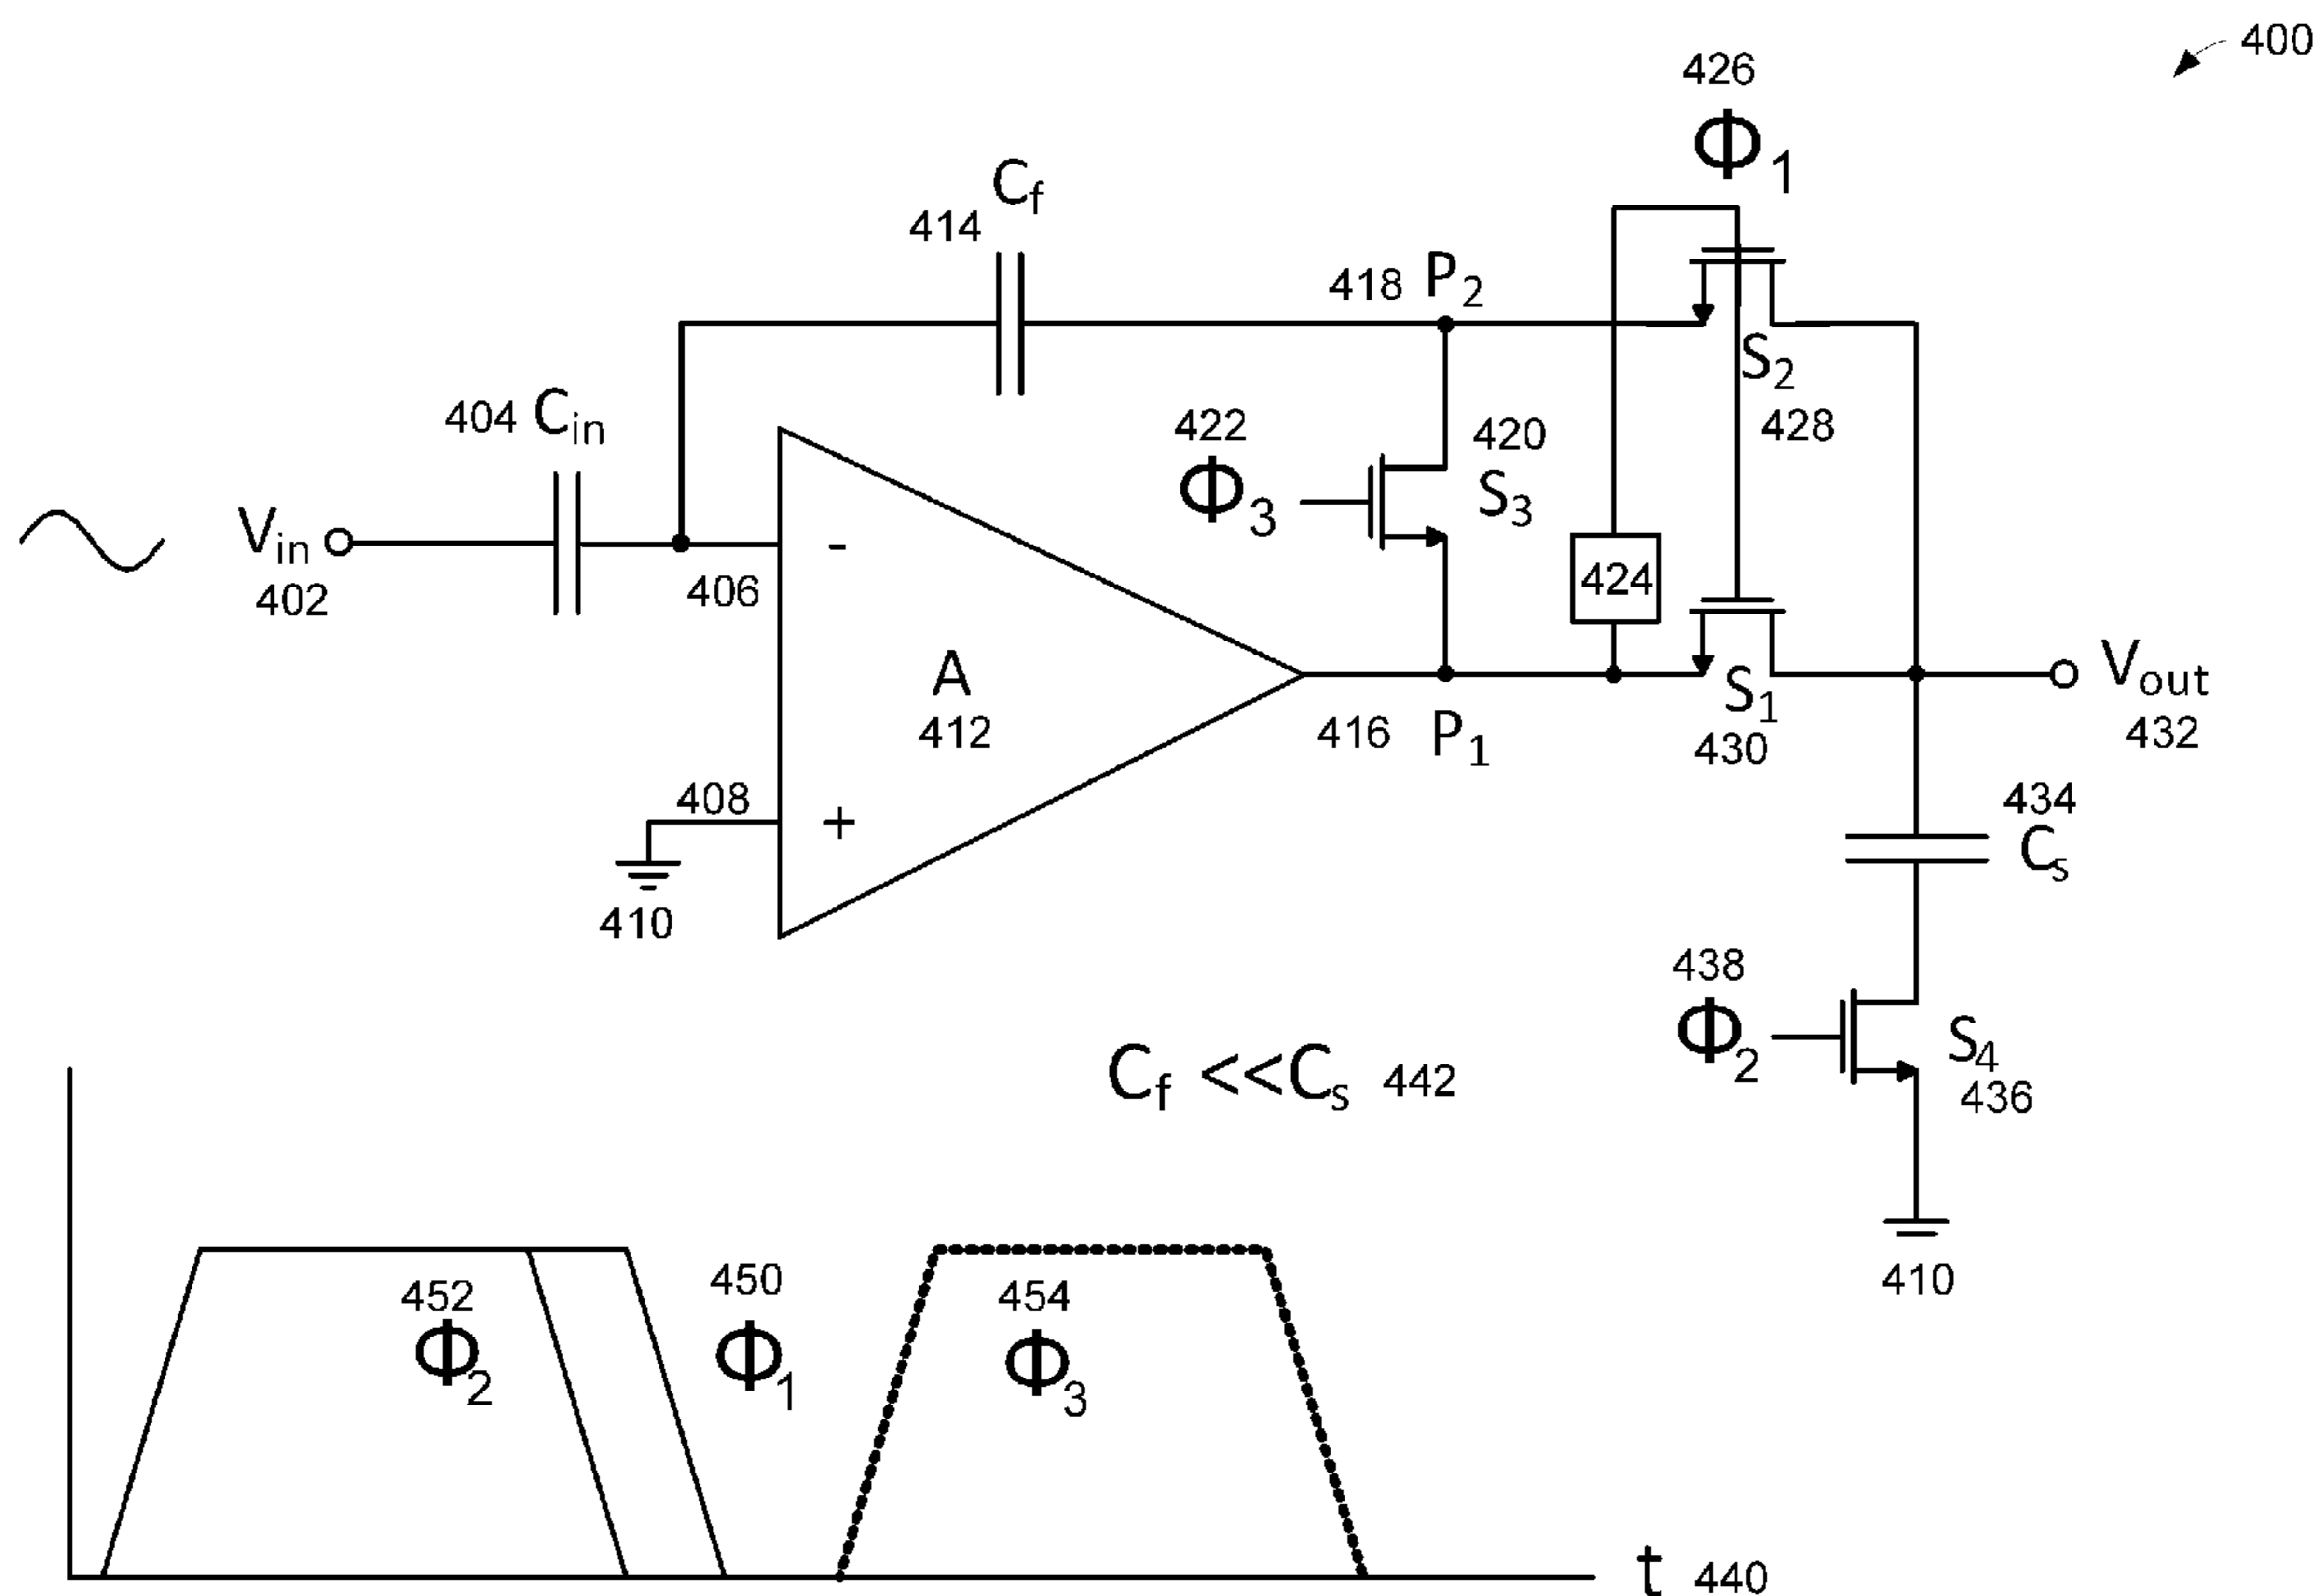 400
426
Φ1
Cf
414
418 P2
S2
428
404 Cin
422
Φ3
420
S3
424
Vin
402
406
-
A
412
416 P1
S1
430
Vout
432
408
+
410
434
Cs
438
Φ2
S4
436
410
Cf <<Cs 442
452
Φ2
450
Φ1
454
Φ3
t 440